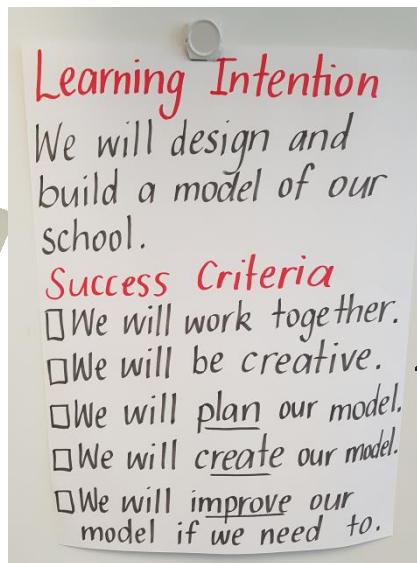 Learning Intention
We will design and
build a model of our
school.
Success Criteria
☐We will work together.
☐We will be creative.
☐We will plan our model.
☐We will create our model.
☐We will improve our
model if we need to.